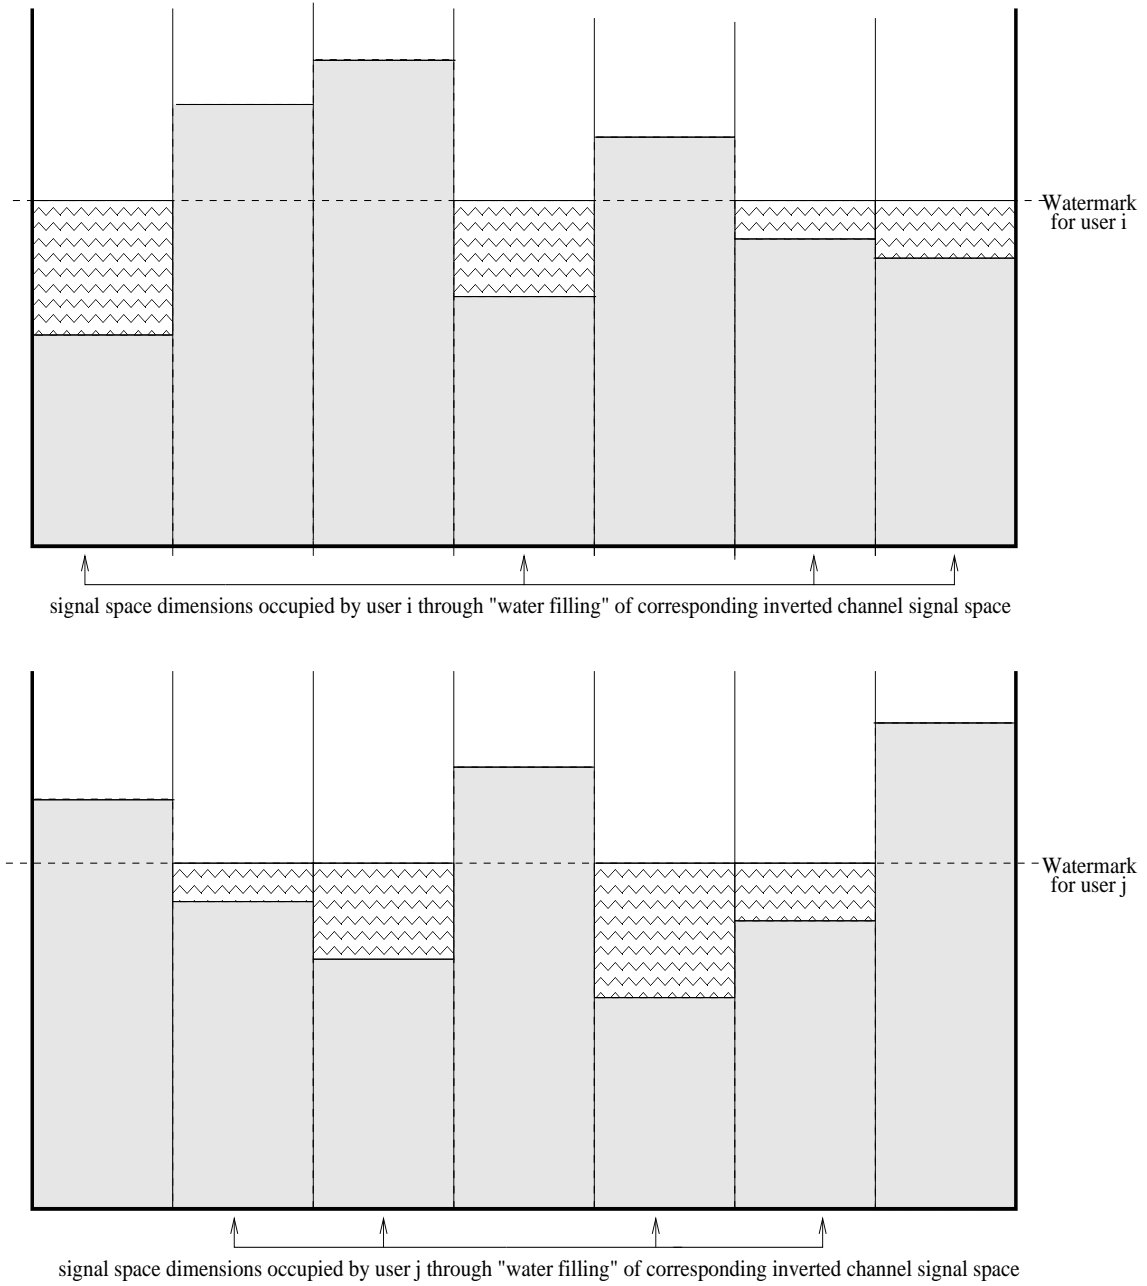 Watermark
for user i
signal space dimensions occupied by user i through "water filling" of corresponding inverted channel signal space
Watermark
for user j
signal space dimensions occupied by user j through "water filling" of corresponding inverted channel signal space